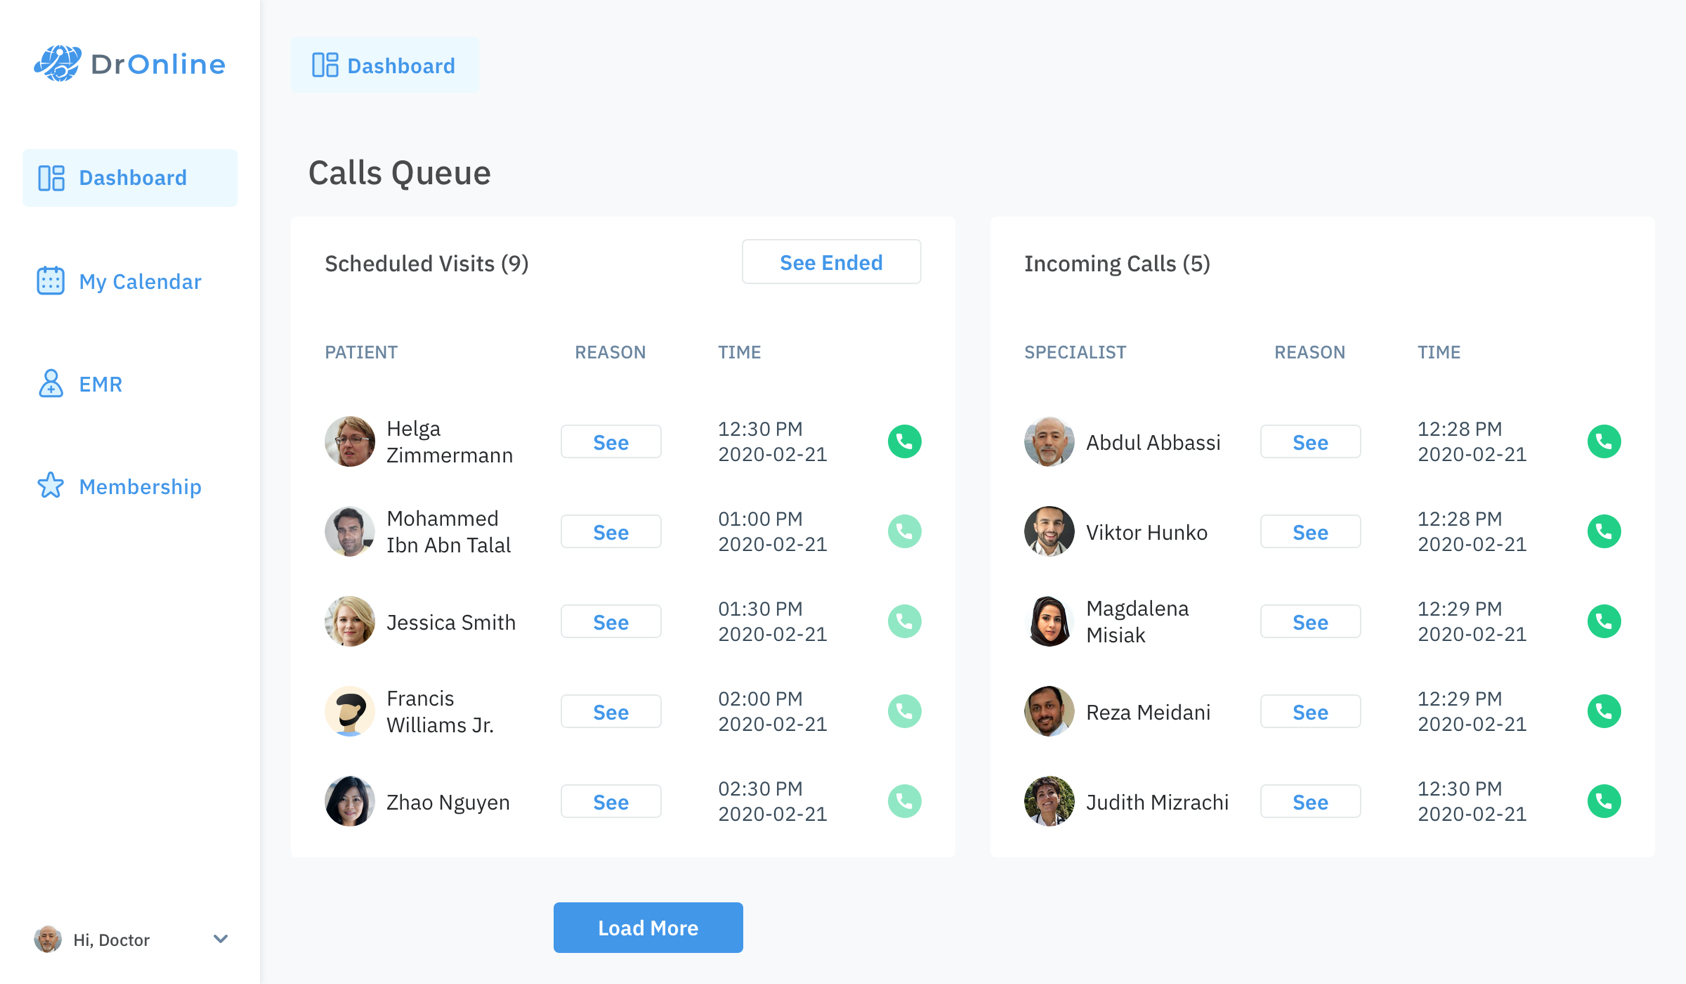 DrOnline
Dashboard
My Calendar
EMR
Membership
Hi, Doctor
Dashboard
Calls Queue
Scheduled Visits (9)
See Ended
PATIENT REASON TIME
Helga
Zimmermann
See
12:30 PM
2020-02-21
Mohammed
Ibn Abn Talal
See
01:00 PM
2020-02-21
Jessica Smith
See
01:30 PM
2020-02-21
Francis
Williams Jr.
See
02:00 PM
2020-02-21
Zhao Nguyen
See
02:30 PM
2020-02-21
Load More
Incoming Calls (5)
SPECIALIST REASON TIME
Abdul Abbassi
See
12:28 PM
2020-02-21
Viktor Hunko
See
12:28 PM
2020-02-21
Magdalena
Misiak
See
12:29 PM
2020-02-21
Reza Meidani
See
12:29 PM
2020-02-21
Judith Mizrachi
See
12:30 PM
2020-02-21